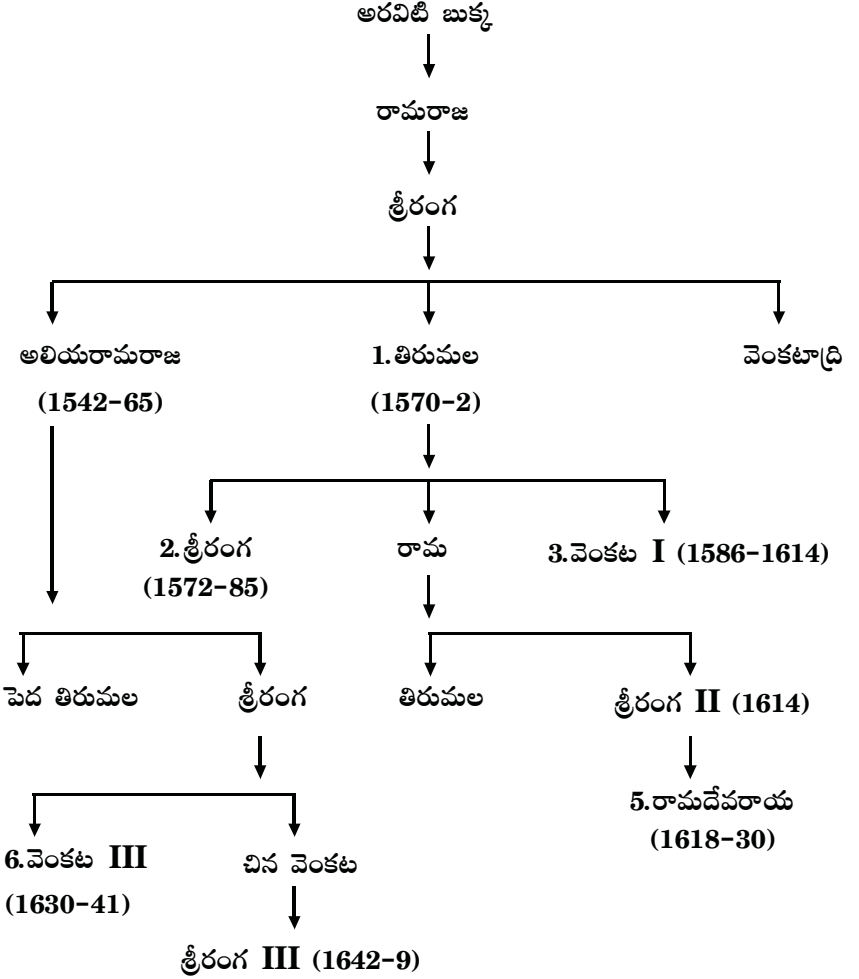 అరవిటి బుక్క
రామరాజ
శ్రీరంగ
అలియరామరాజ
(1542-65)
1.తిరుమల
(1570-2)
వెంకటాద్రి
2.శ్రీరంగ
(1572-85)
రామ
3.వెంకట I (1586-1614)
పెద తిరుమల
శ్రీరంగ
తిరుమల
శ్రీరంగ II (1614)
5.రామదేవరాయ
(1618-30)
6.వెంకట III
(1630-41)
చిన వెంకట
శ్రీరంగ III (1642-9)